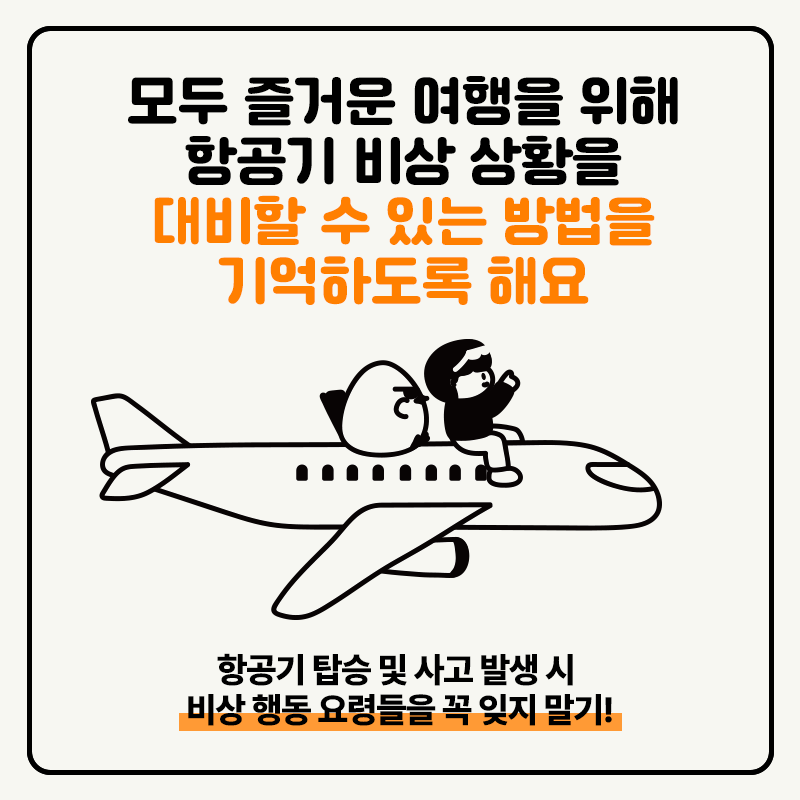 모두 즐거운 여행을 위해
항공기 비상 상황을
대비할 수 있는 방법을
기억하도록 해요
항공기 탑승 및 사고 발생 시
비상 행동 요령들을 꼭 잊지 말기!